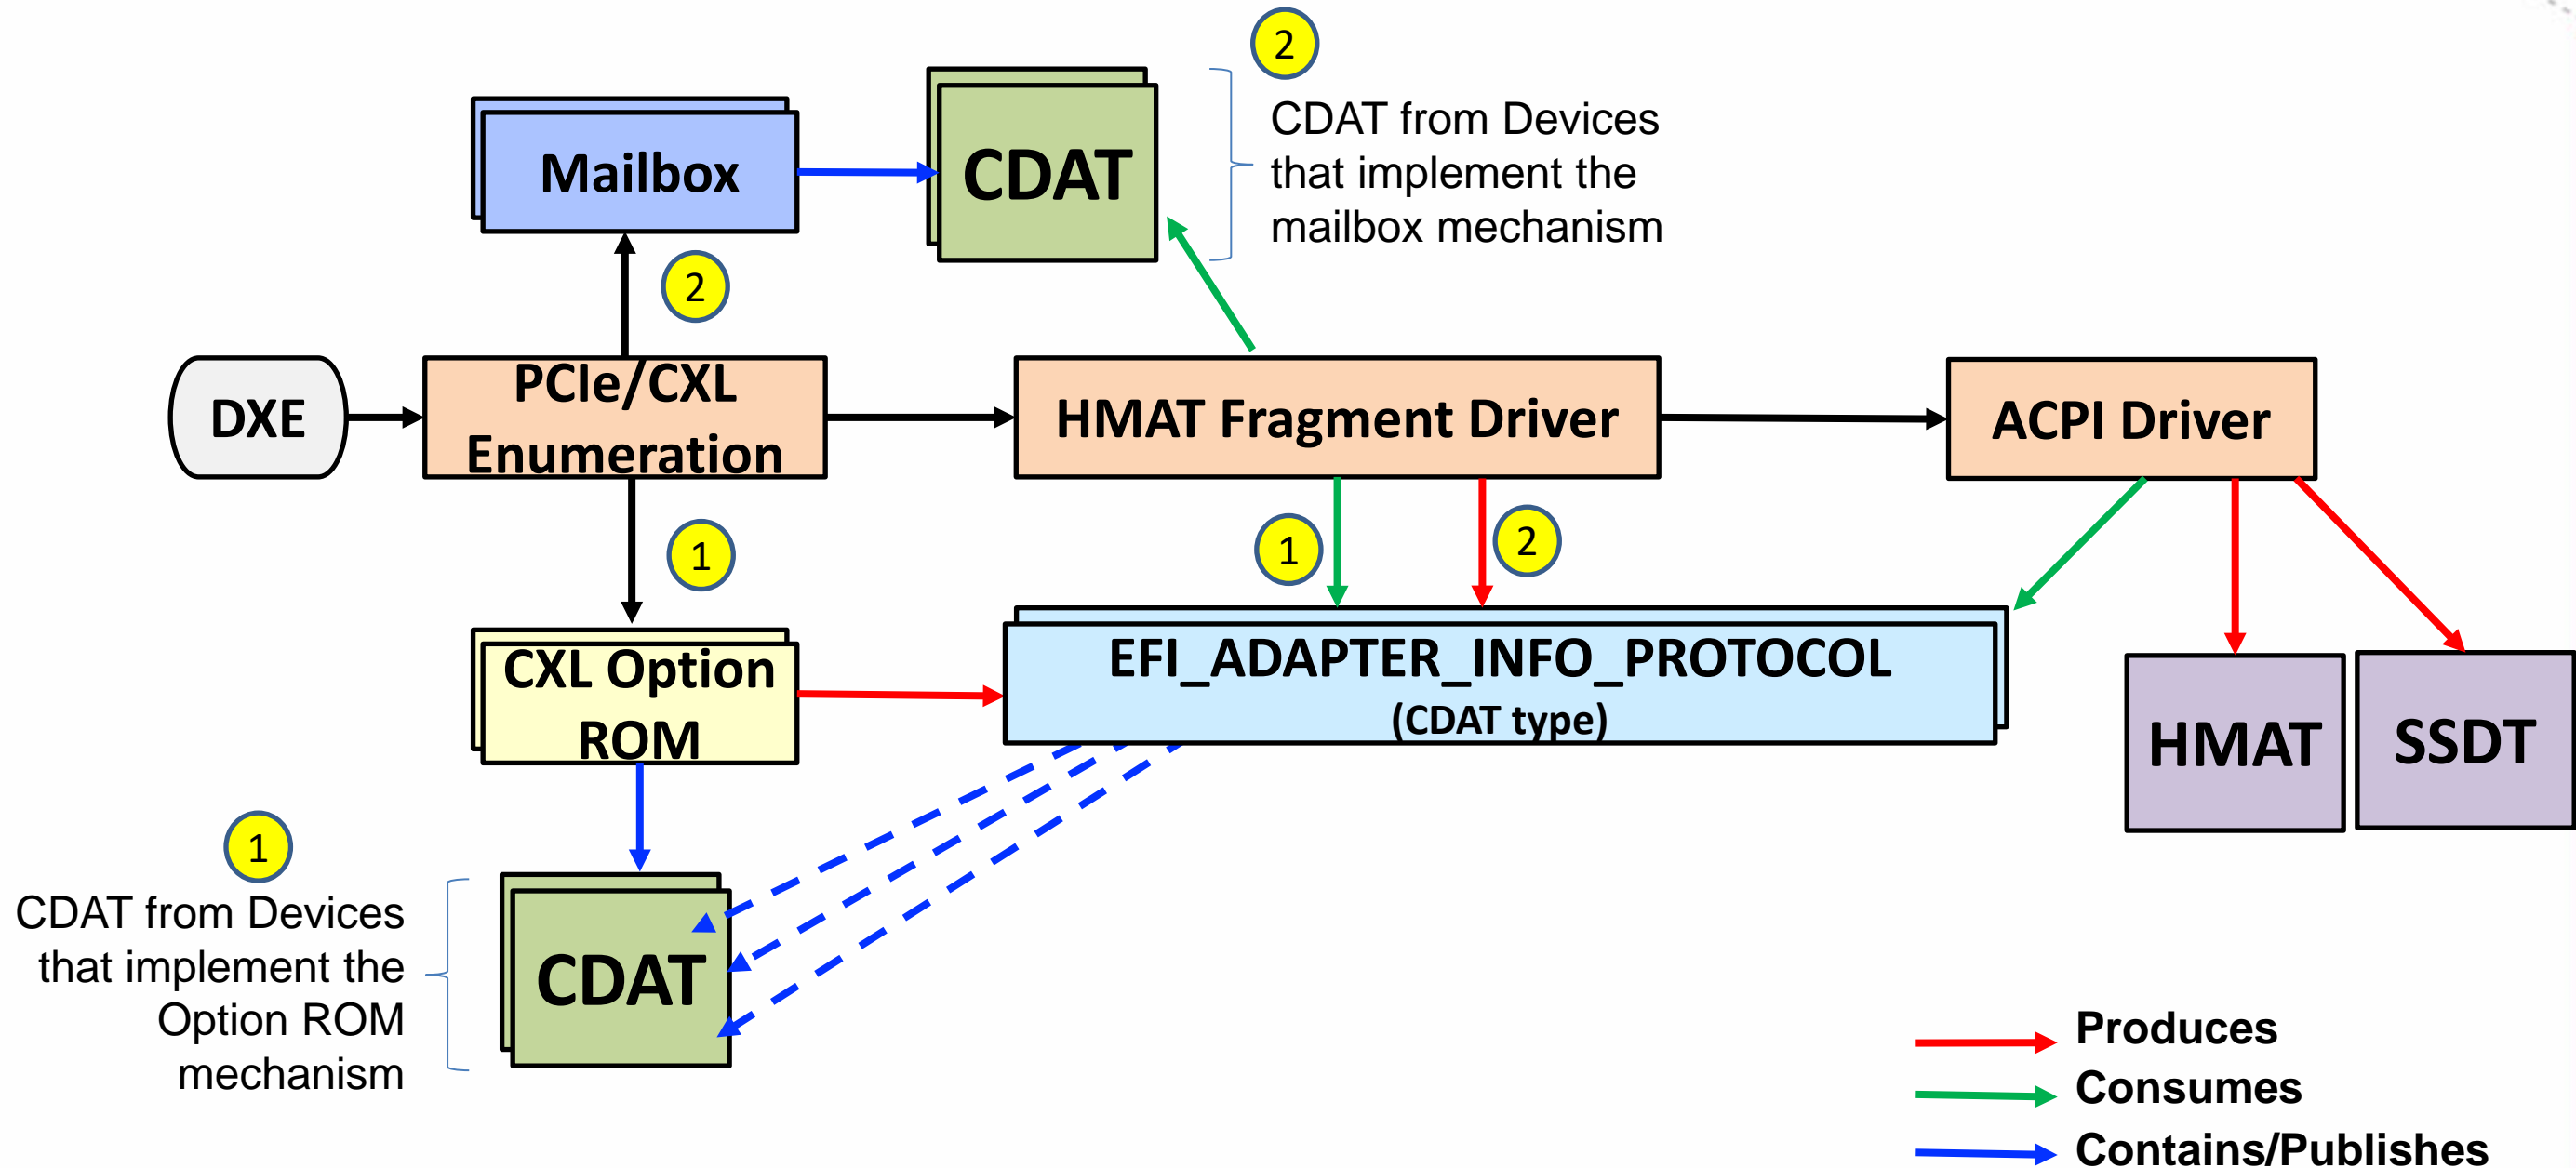 2
CDAT from Devices
that implement the
mailbox mechanism
Mailbox
CDAT
2
DXE
PCIe/CXL
Enumeration
HMAT Fragment Driver
ACPI Driver
1
1
2
CXL Option
ROM
EFI_ADAPTER_INFO_PROTOCOL
(CDAT type)
HMAT
SSDT
1
CDAT from Devices
that implement the
Option ROM
mechanism
CDAT
Produces
Consumes
Contains/Publishes